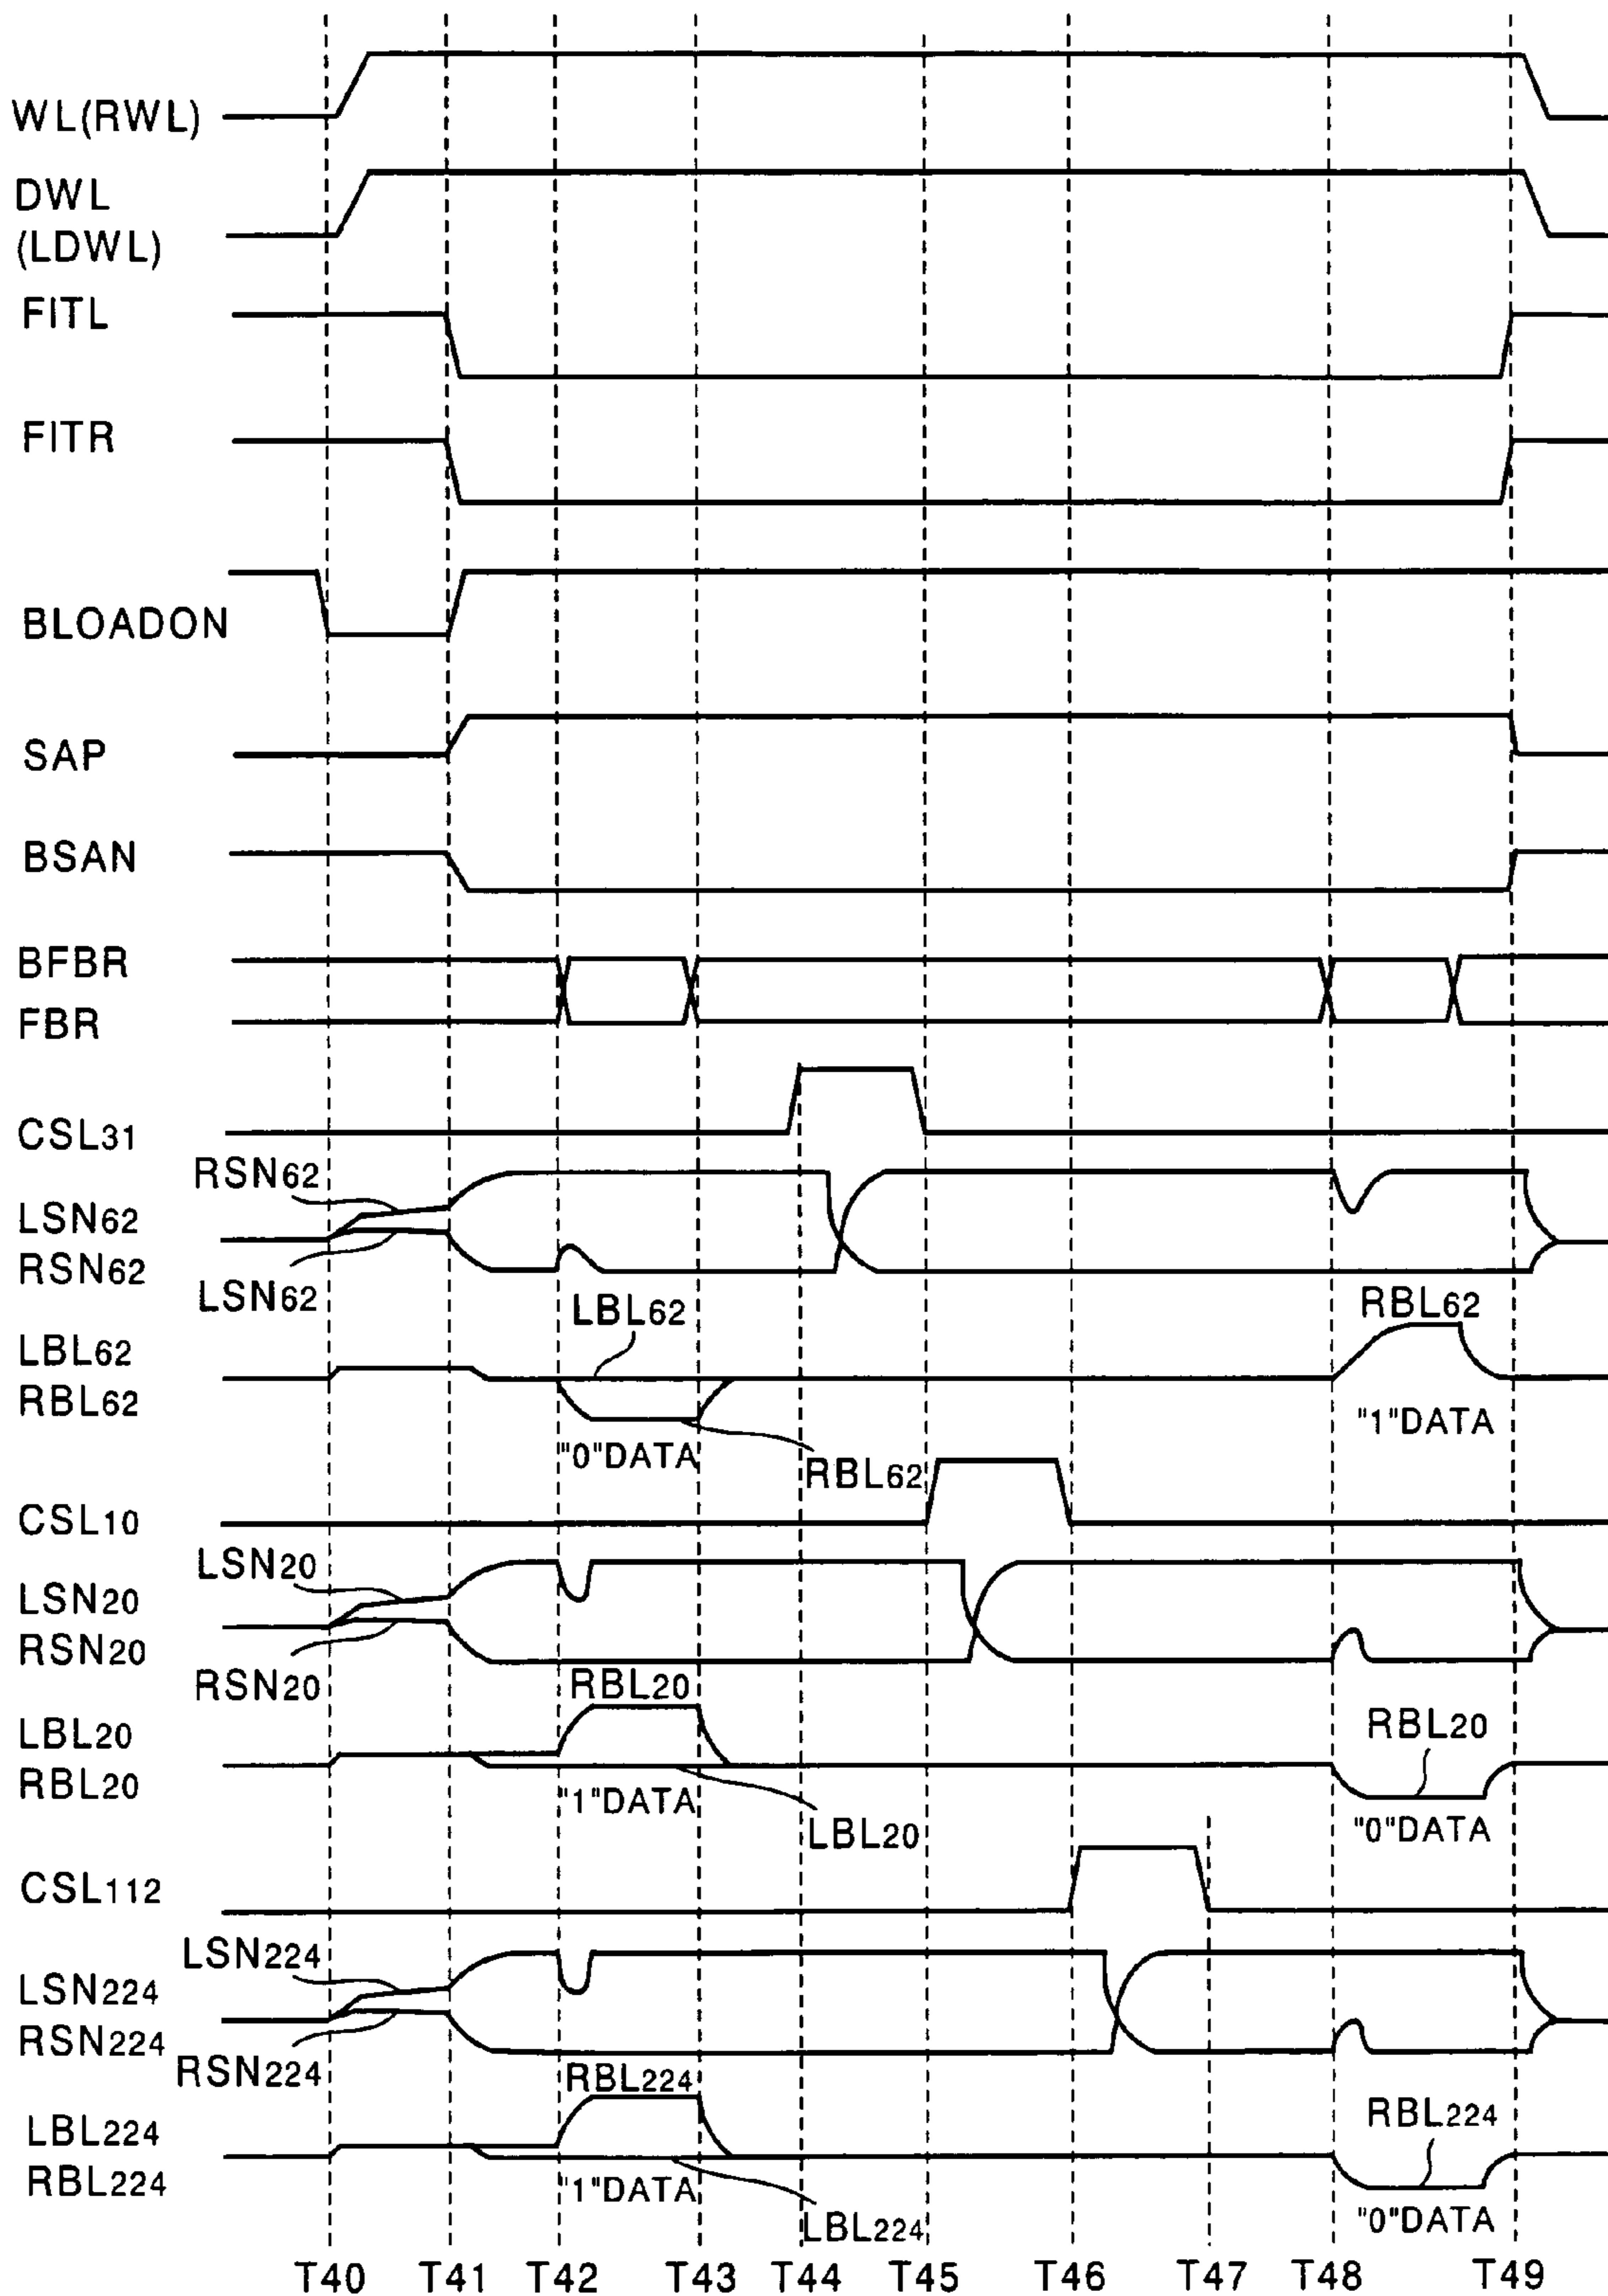 WL(RWL)
DWL
(LDWL)
FITL
FITR
BLOADON
SAP
BSAN
BFBR
FBR
CSL31
RSN62
LSN62
RSN62
LSN62
LBL62
RBL62
LBL62
RBL62
"0"DATA
RBL62
"1"DATA
CSL10
LSN20
LSN20
RSN20
RSN20
RBL20
LBL20
RBL20
"1"DATA
LBL20
RBL20
"0"DATA
CSL112
LSN224
LSN224
RSN224
RSN224
RBL224
LBL224
RBL224
"1"DATA
LBL224
RBL224
"0"DATA
T40 T41 T42 T43 T44 T45 T46 T47 T48 T49